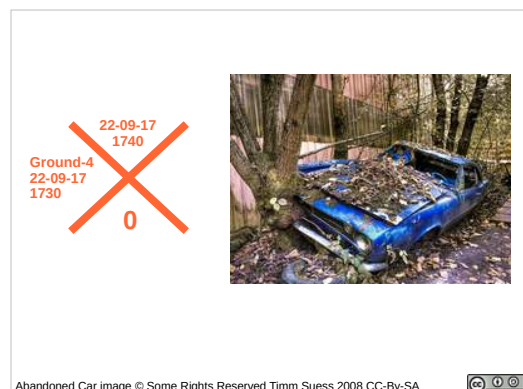 22-09-17
1740
Ground-4
22-09-17
1730
0
Abandoned Car image © Some Rights Reserved Timm Suess 2008 CC-By-SA
cc